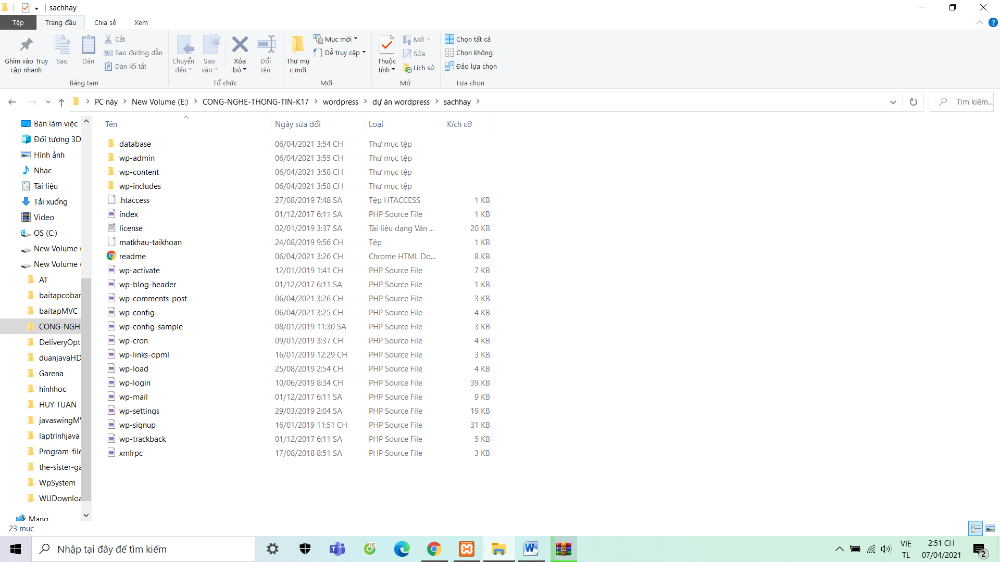 sachhay
Tệp Trang đầu Chia sẻ Xem
Ghim vào Truy cập nhanh
Sao
Dán
Cắt
Sao đường dẫn
Dán lối tắt
Bảng tạm
Chuyển đến
Sao vào
Xóa bỏ
Đổi tên
Tổ chức
Thư mục mới
Mục mới
Dễ truy cập
Mới
Thuộc tính
Mở
Sửa
Lịch sử
Mở
Chọn tất cả
Chọn không
Đảo lựa chọn
Lựa chọn
PC này New Volume (E:) CONG-NGHE-THONG-TIN-K17 wordpress dự án wordpress sachhay
Tìm kiếm...
Bàn làm việc
Đối tượng 3D
Hình ảnh
Nhạc
Tài liệu
Tải xuống
Video
OS (C:)
New Volume (
New Volume (
AT
baitapcobar
baitapMVC
CONG-NGH
DeliveryOpt
duanjavaHD
Garena
hinhhoc
HUY TUAN
javaswingMV
laptrinhjava
Program-file
the-sister-ga
WpSystem
WUDownloa
Mạng
Tên Ngày sửa đổi Loại Kích cỡ
database 06/04/2021 3:54 CH Thư mục tệp
wp-admin 06/04/2021 3:55 CH Thư mục tệp
wp-content 06/04/2021 3:58 CH Thư mục tệp
wp-includes 06/04/2021 3:58 CH Thư mục tệp
.htaccess 27/08/2019 7:48 SA Tệp HTACCESS 1 KB
index 01/12/2017 6:11 SA PHP Source File 1 KB
license 02/01/2019 3:37 SA Tài liệu dạng Văn ... 20 KB
matkhau-taikhoan 24/08/2019 9:56 CH Tệp 1 KB
readme 06/04/2021 3:26 CH Chrome HTML Do... 8 KB
wp-activate 12/01/2019 1:41 CH PHP Source File 7 KB
wp-blog-header 01/12/2017 6:11 SA PHP Source File 1 KB
wp-comments-post 06/04/2021 3:26 CH PHP Source File 3 KB
wp-config 06/04/2021 3:25 CH PHP Source File 4 KB
wp-config-sample 08/01/2019 11:30 SA PHP Source File 3 KB
wp-cron 09/01/2019 3:37 CH PHP Source File 4 KB
wp-links-opml 16/01/2019 12:29 CH PHP Source File 3 KB
wp-load 25/08/2019 2:54 CH PHP Source File 4 KB
wp-login 10/06/2019 8:34 CH PHP Source File 39 KB
wp-mail 01/12/2017 6:11 SA PHP Source File 9 KB
wp-settings 29/03/2019 2:04 SA PHP Source File 19 KB
wp-signup 16/01/2019 11:51 CH PHP Source File 31 KB
wp-trackback 01/12/2017 6:11 SA PHP Source File 5 KB
xmlrpc 17/08/2018 8:51 SA PHP Source File 3 KB
23 mục
Nhập tại đây để tìm kiếm
VIE
TL
2:51 CH
07/04/2021
2